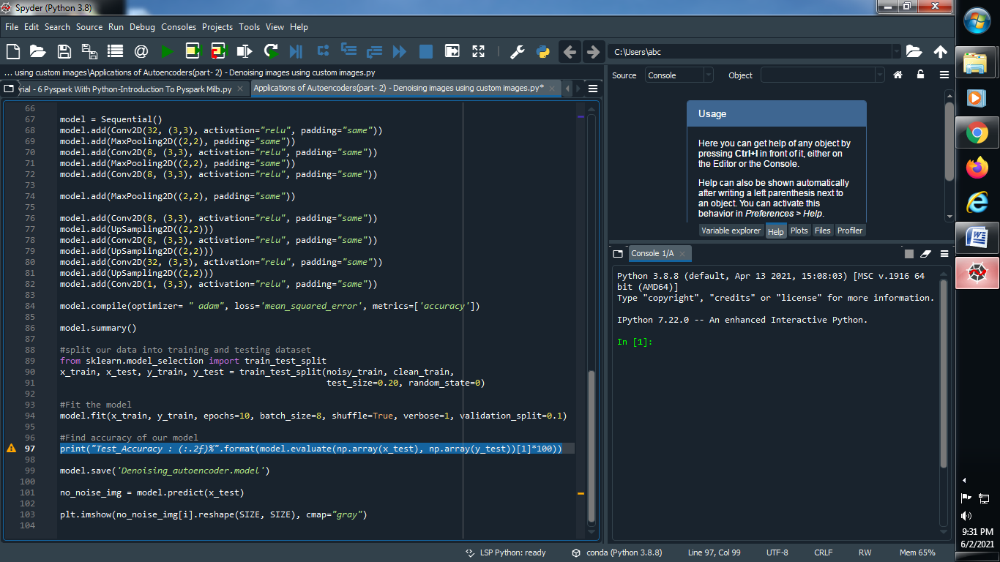 Spyder (Python 3.8)
File Edit Search Source Run Debug Consoles Projects Tools View Help
C:\Users\abc
... using custom images\Applications of Autoencoders(part- 2) - Denoising images using custom images.py
rial - 6 Pyspark With Python-Introduction To Pyspark Mlib.py
Applications of Autoencoders(part- 2) - Denoising images using custom images.py*
66
67 model = Sequential()
68 model.add(Conv2D(32, (3,3), activation="relu", padding="same"))
69 model.add(MaxPooling2D((2,2), padding="same"))
70 model.add(Conv2D(8, (3,3), activation="relu", padding="same"))
71 model.add(MaxPooling2D((2,2), padding="same"))
72 model.add(Conv2D(8, (3,3), activation="relu", padding="same"))
73
74 model.add(MaxPooling2D((2,2), padding="same"))
75
76 model.add(Conv2D(8, (3,3), activation="relu", padding="same"))
77 model.add(UpSampling2D((2,2)))
78 model.add(Conv2D(8, (3,3), activation="relu", padding="same"))
79 model.add(UpSampling2D((2,2)))
80 model.add(Conv2D(32, (3,3), activation="relu", padding="same"))
81 model.add(UpSampling2D((2,2)))
82 model.add(Conv2D(1, (3,3), activation="relu", padding="same"))
83
84 model.compile(optimizer= " adam", loss='mean_squared_error', metrics=['accuracy'])
85
86 model.summary()
87
88 #split our data into training and testing dataset
89 from sklearn.model_selection import train_test_split
90 x_train, x_test, y_train, y_test = train_test_split(noisy_train, clean_train,
91 test_size=0.20, random_state=0)
92
93 #Fit the model
94 model.fit(x_train, y_train, epochs=10, batch_size=8, shuffle=True, verbose=1, validation_split=0.1)
95
96 #Find accuracy of our model
97 print("Test_Accuracy : (:.2f)%".format(model.evaluate(np.array(x_test), np.array(y_test))[1]*100))
98
99 model.save('Denoising_autoencoder.model')
100
101 no_noise_img = model.predict(x_test)
102
103 plt.imshow(no_noise_img[i].reshape(SIZE, SIZE), cmap="gray")
104
Source Console Object
Usage
Here you can get help of any object by
pressing Ctrl+I in front of it, either on
the Editor or the Console.
Help can also be shown automatically
after writing a left parenthesis next to
an object. You can activate this
behavior in Preferences > Help.
Variable explorer Help Plots Files Profiler
Console 1/A
Python 3.8.8 (default, Apr 13 2021, 15:08:03) [MSC v.1916 64
bit (AMD64)]
Type "copyright", "credits" or "license" for more information.
IPython 7.22.0 -- An enhanced Interactive Python.
In [1]:
LSP Python: ready conda (Python 3.8.8) Line 97, Col 99 UTF-8 CRLF RW Mem 65%
9:31 PM
6/2/2021